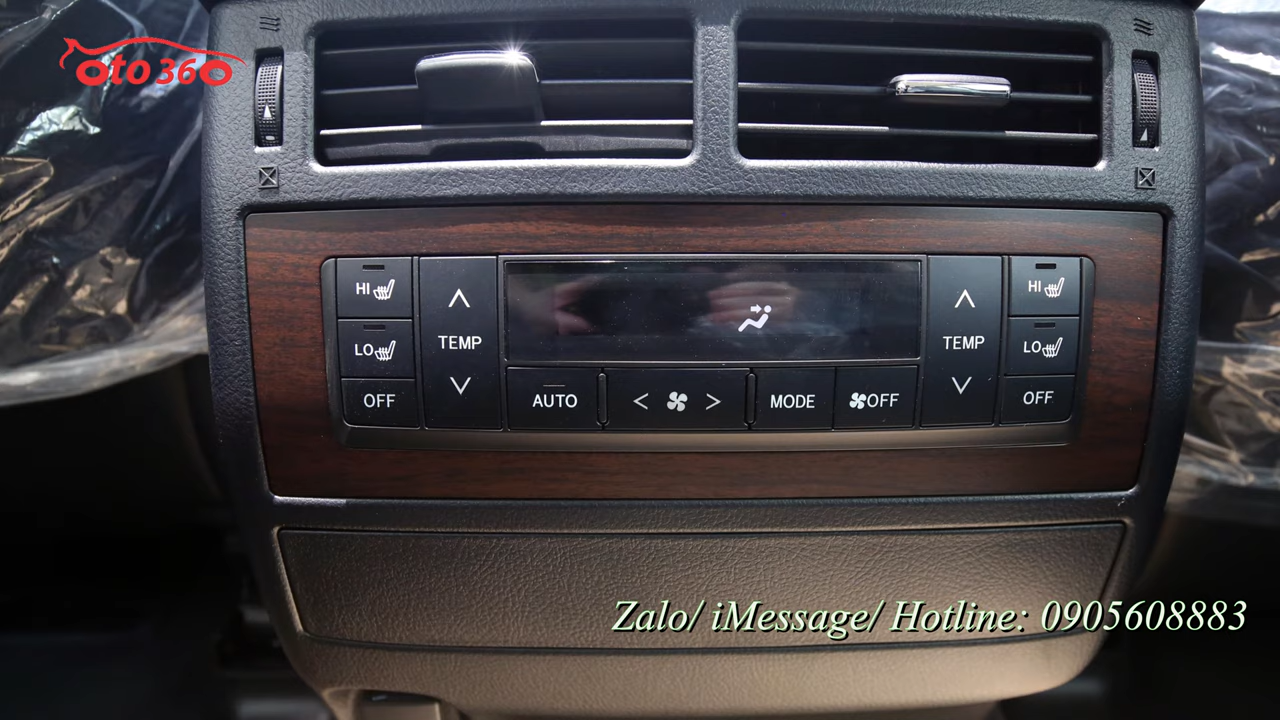 oto360
HI
HI
TEMP
TEMP
LO
LO
OFF
AUTO
< >
MODE
OFF
OFF
Zalo/ iMessage/ Hotline: 0905608883